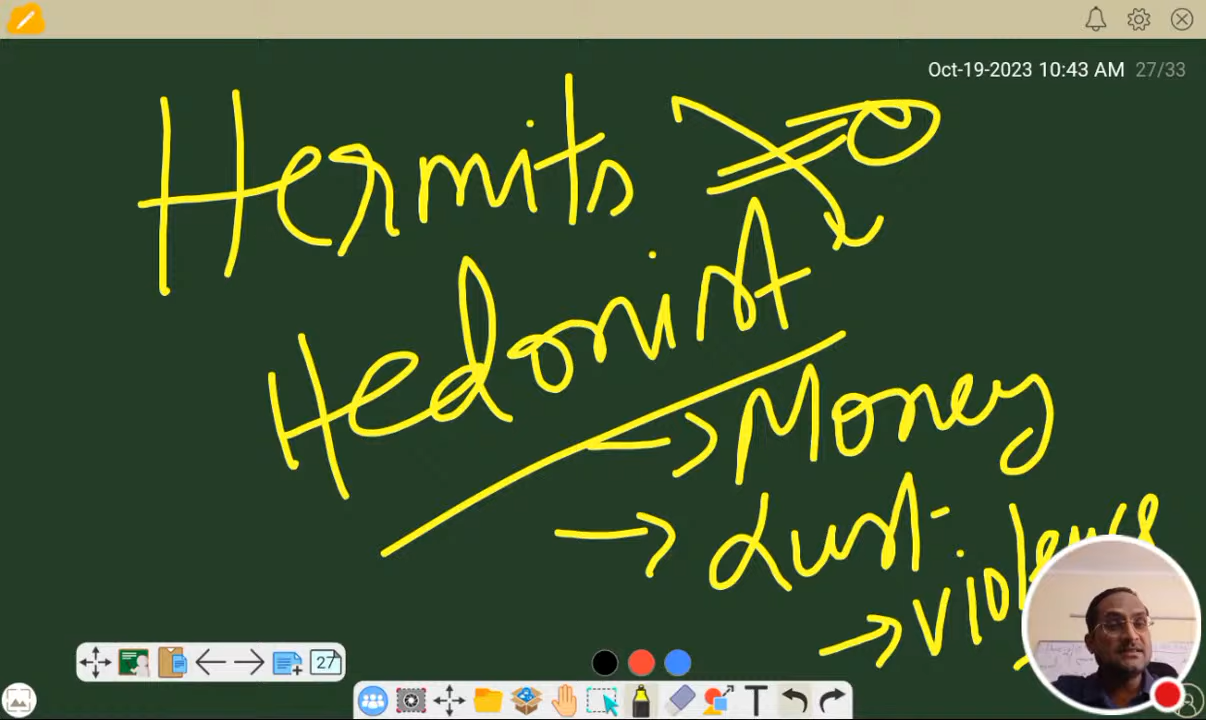 Oct-19-2023 10:43 AM 27/33
Hermits
Hedonist
→ Money
→ Lust
→ Violence
27
T